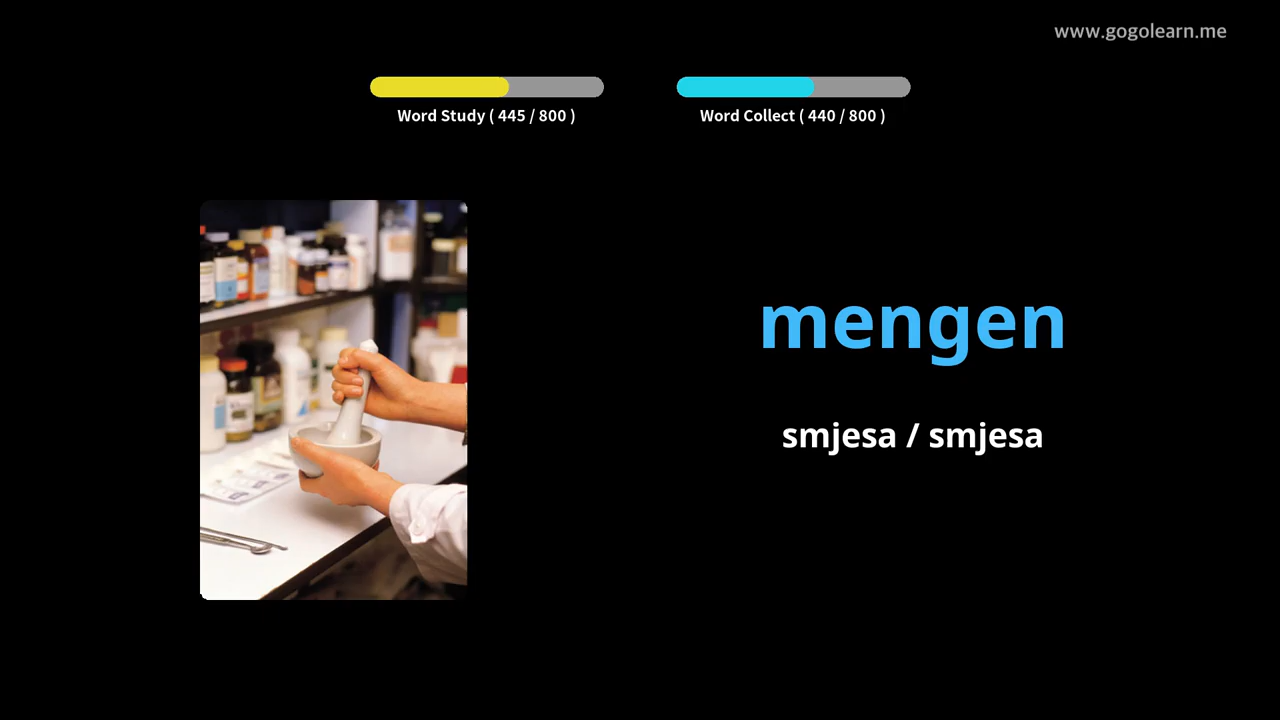 www.gogolearn.me
Word Study ( 445 / 800 )
Word Collect ( 440 / 800 )
mengen
smjesa / smjesa